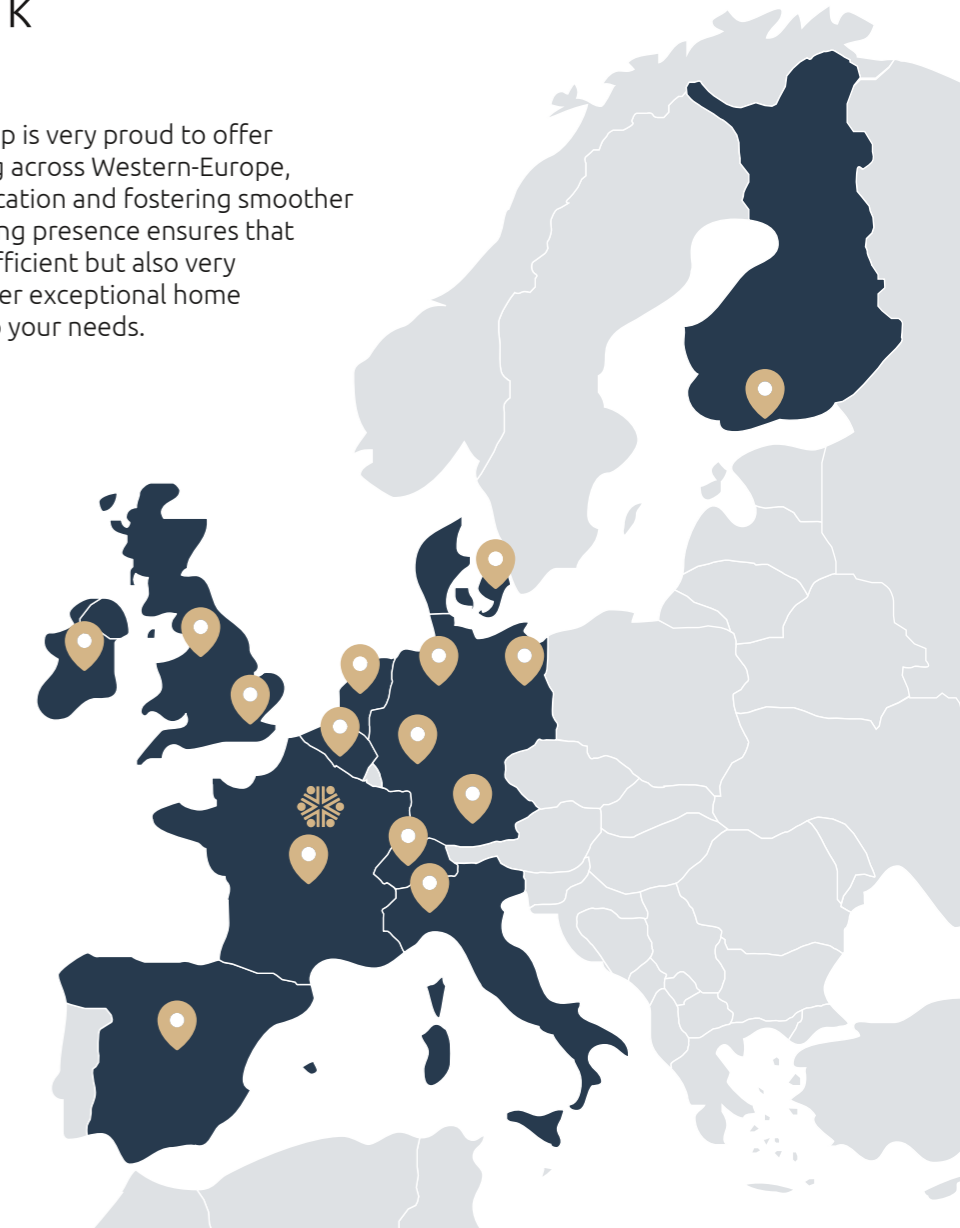 K
p is very proud to offer
g across Western-Europe,
cation and fostering smoother
ng presence ensures that
fficient but also very
er exceptional home
o your needs.